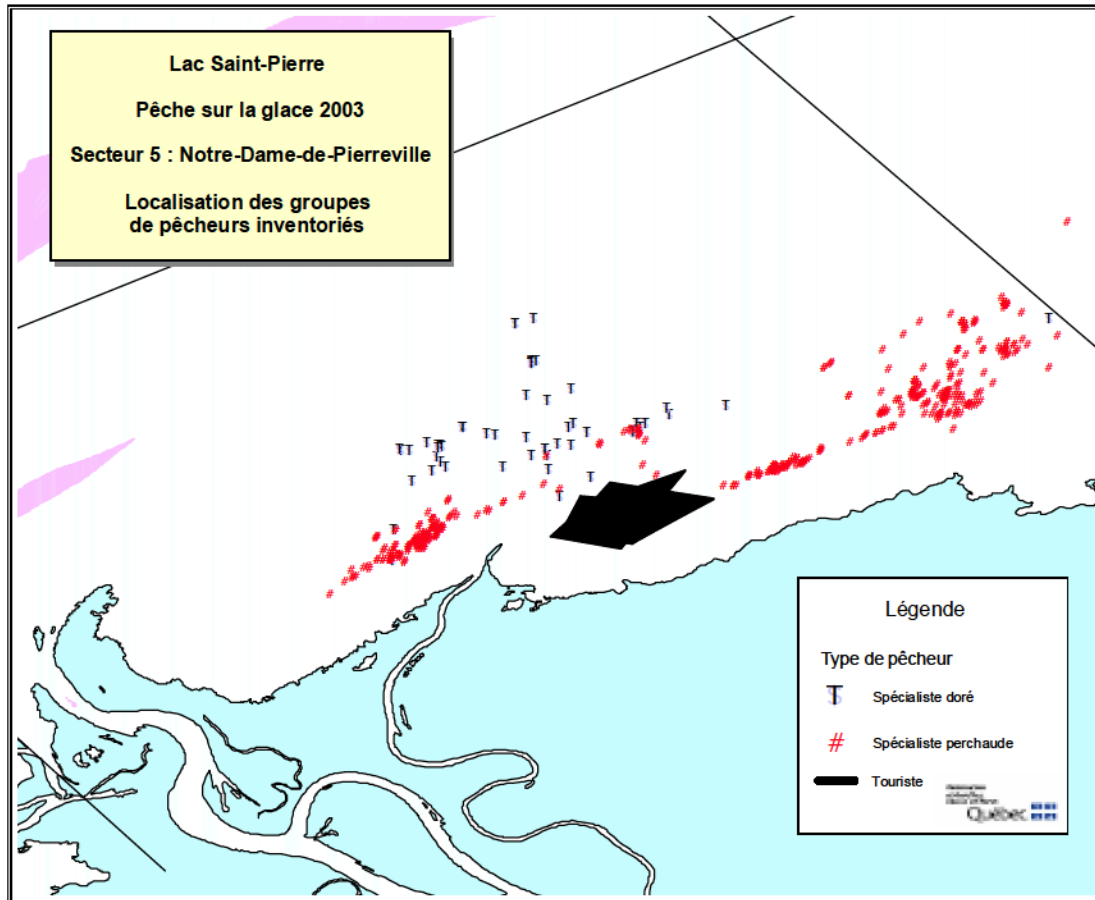 Lac Saint-Pierre
Pêche sur la glace 2003
Secteur 5 : Notre-Dame-de-Pierreville
Localisation des groupes
de pêcheurs inventoriés
Légende
Type de pêcheur
T Spécialiste doré
# Spécialiste perchaude
Touriste
Québec